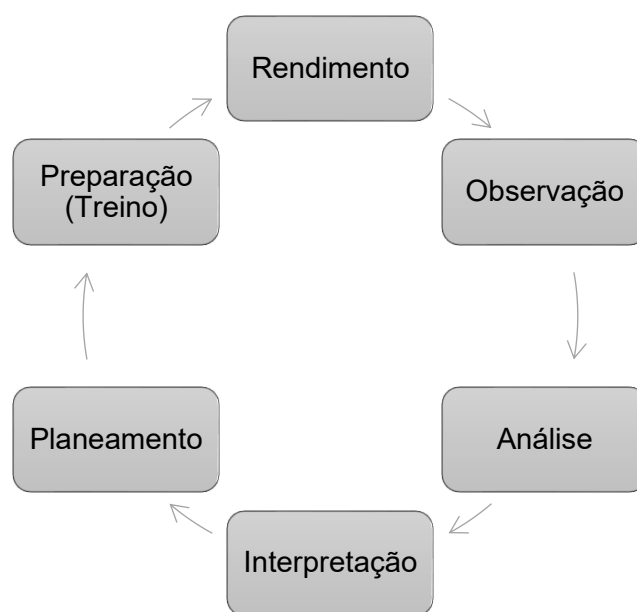 Rendimento
Observação
Análise
Interpretação
Planeamento
Preparação
(Treino)